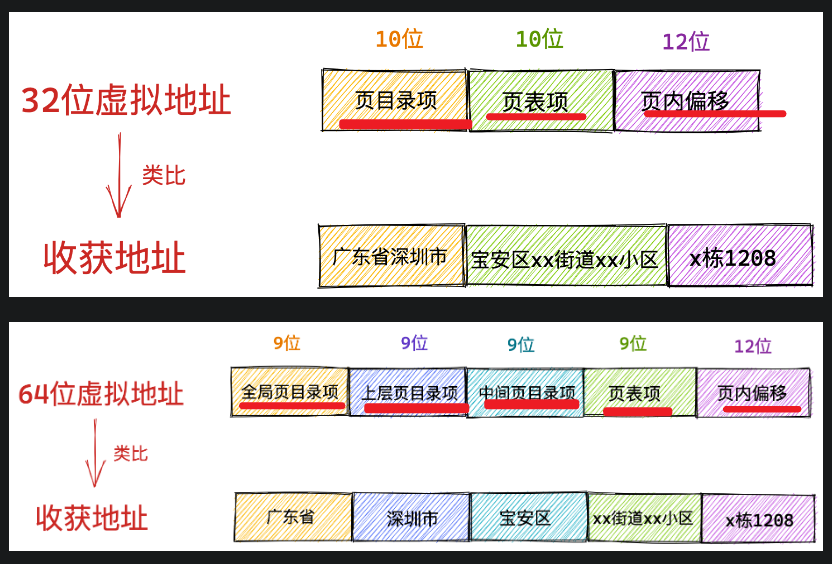 10位 10位 12位
32位虚拟地址 页目录项 页表项 页内偏移
类比
收获地址 广东省深圳市 宝安区xx街道xx小区 x栋1208
9位 9位 9位 9位 12位
64位虚拟地址 全局页目录项 上层页目录项 中间页目录项 页表项 页内偏移
类比
收获地址 广东省 深圳市 宝安区 xx街道xx小区 x栋1208